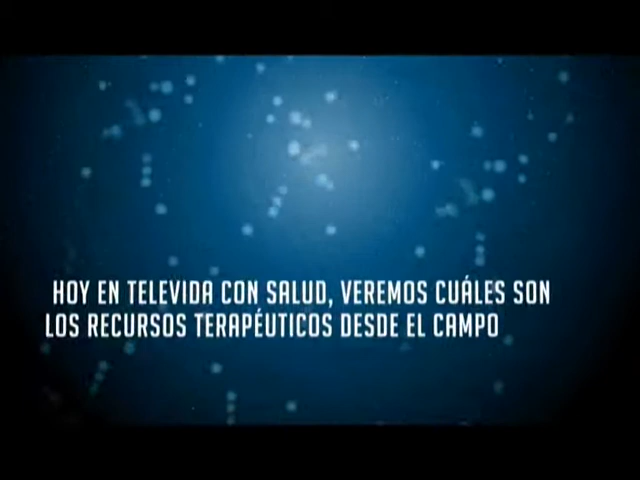 HOY EN TELEVIDA CON SALUD, VEREMOS CUÁLES SON
LOS RECURSOS TERAPÉUTICOS DESDE EL CAMPO